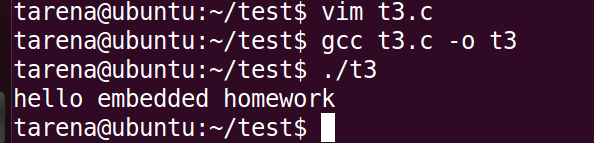 tarena@ubuntu:~/test$ vim t3.c
tarena@ubuntu:~/test$ gcc t3.c -o t3
tarena@ubuntu:~/test$ ./t3
hello embedded homework
tarena@ubuntu:~/test$